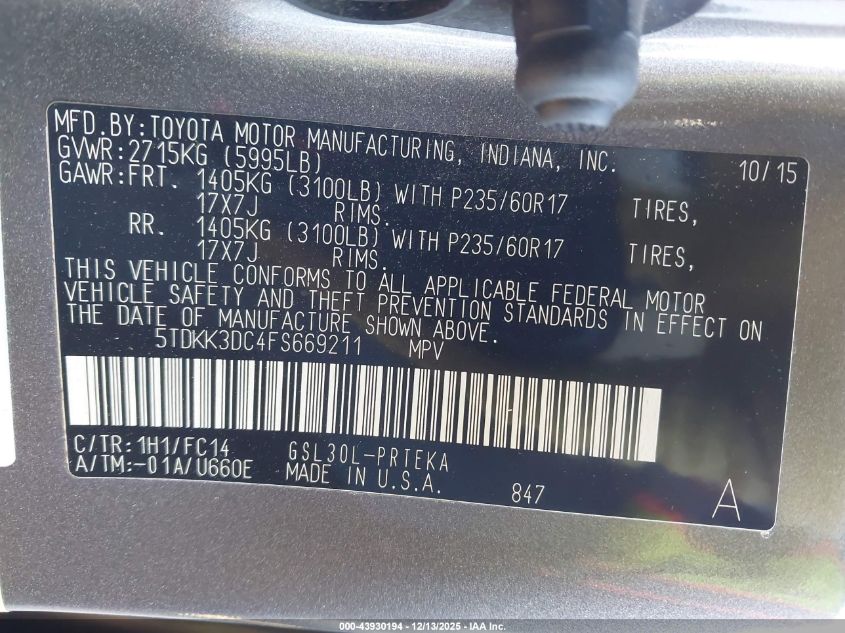 MFD.BY:TOYOTA MOTOR MANUFACTURING, INDIANA, INC. 10/15
GVWR:2715KG (5995LB)
GAWR:FRT. 1405KG (3100LB) WITH P235/60R17 TIRES,
17X7J RIMS.
RR. 1405KG (3100LB) WITH P235/60R17 TIRES,
17X7J RIMS.
THIS VEHICLE CONFORMS TO ALL APPLICABLE FEDERAL MOTOR
VEHICLE SAFETY AND THEFT PREVENTION STANDARDS IN EFFECT ON
THE DATE OF MANUFACTURE SHOWN ABOVE.
5TDKK3DC4FS669211 MPV
C/TR:1H1/FC14 GSL30L-PRTEKA
A/TM:-01A/U660E MADE IN U.S.A. 847 A
000-43930194 - 12/13/2025 - IAA Inc.